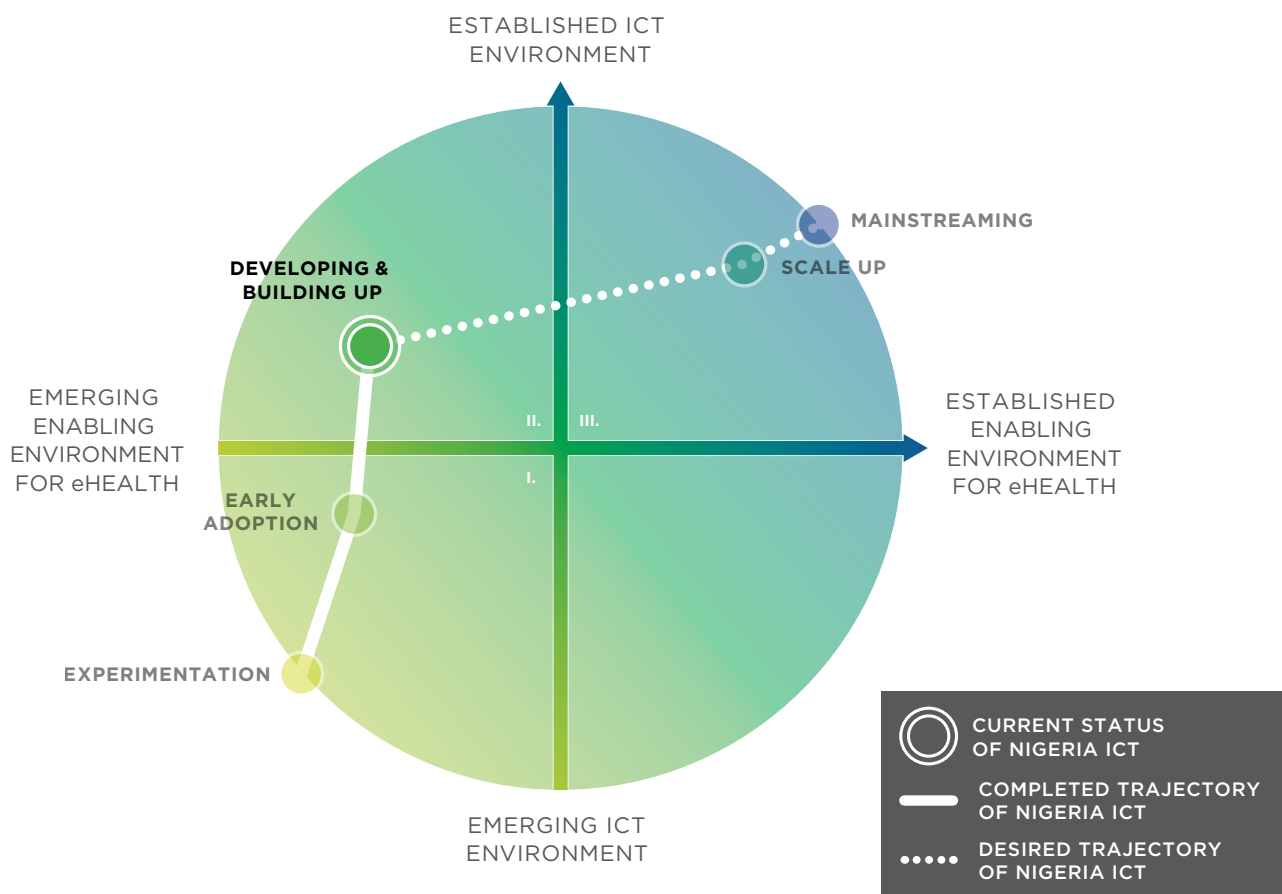 ESTABLISHED ICT
ENVIRONMENT
MAINSTREAMING
SCALE UP
DEVELOPING &
BUILDING UP
EMERGING
ENABLING
ENVIRONMENT
FOR eHEALTH
II.
III.
I.
ESTABLISHED
ENABLING
ENVIRONMENT
FOR eHEALTH
EARLY
ADOPTION
EXPERIMENTATION
EMERGING ICT
ENVIRONMENT
CURRENT STATUS
OF NIGERIA ICT
COMPLETED TRAJECTORY
OF NIGERIA ICT
DESIRED TRAJECTORY
OF NIGERIA ICT